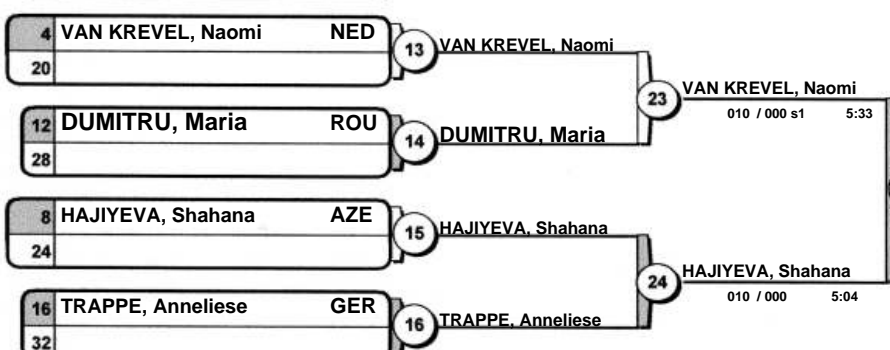 4 VAN KREVEL, Naomi NED
20
13 VAN KREVEL, Naomi
12 DUMITRU, Maria ROU
28
14 DUMITRU, Maria
23 VAN KREVEL, Naomi
010 / 000 s1 5:33
8 HAJIYEVA, Shahana AZE
24
15 HAJIYEVA, Shahana
16 TRAPPE, Anneliese GER
32
16 TRAPPE, Anneliese
24 HAJIYEVA, Shahana
010 / 000 5:04